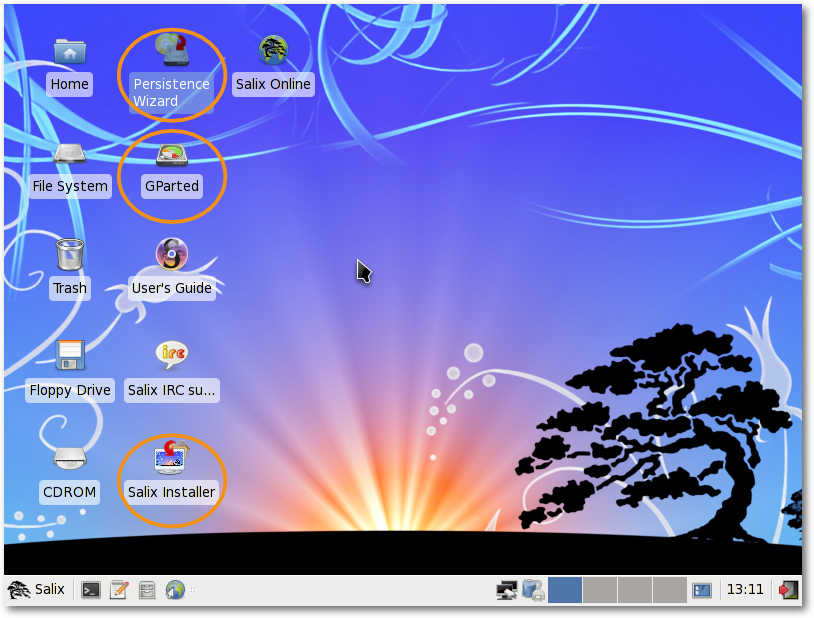 Home
Persistence
Wizard
Salix Online
File System
GParted
Trash
User's Guide
irc
Floppy Drive
Salix IRC su...
CDROM
Salix Installer
Salix
13:11